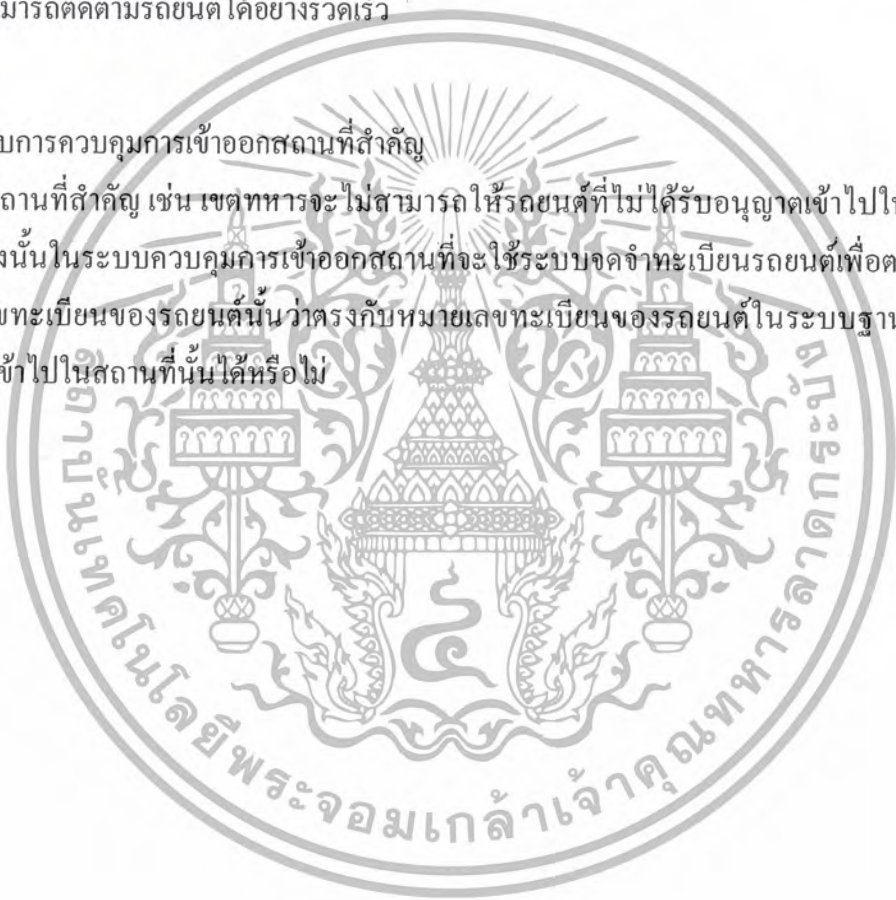 มารถติดตามรถยนต์ได้อย่างรวดเร็ว
บการควบคุมการเข้าออกสถานที่สำคัญ
ถานที่สำคัญ เช่น เขตทหารจะไม่สามารถให้รถยนต์ที่ไม่ได้รับอนุญาตเข้าไปใ
งนั้นในระบบควบคุมการเข้าออกสถานที่จะใช้ระบบจดจำทะเบียนรถยนต์เพื่อต
ขทะเบียนของรถยนต์นั้นว่าตรงกับหมายเลขทะเบียนของรถยนต์ในระบบฐาน
ข้าไปในสถานที่นั้นได้หรือไม่
สถาบันเทคโนโลยีพระจอมเกล้าเจ้าคุณทหารลาดกระบัง
๔